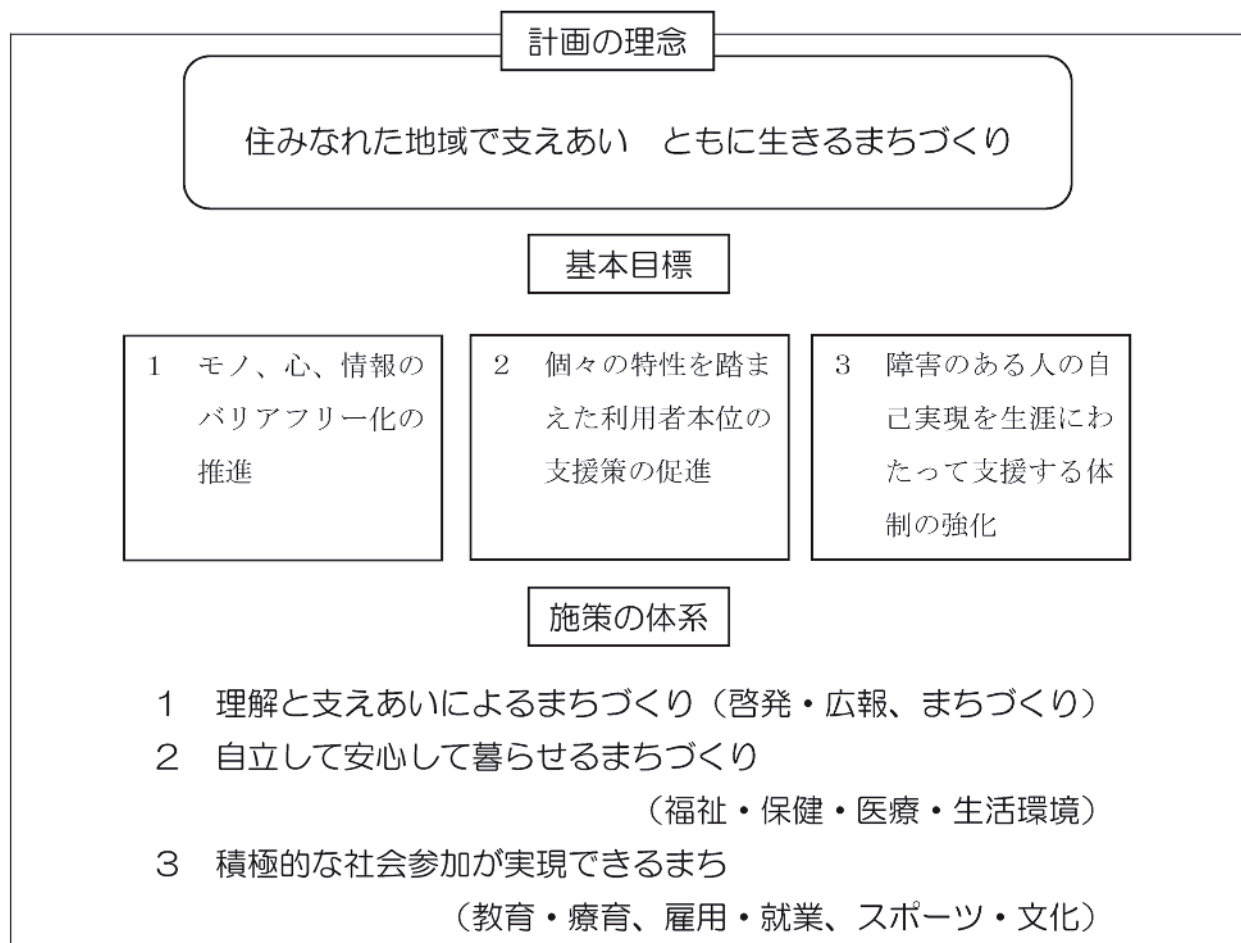 計画の理念
住みなれた地域で支えあい　ともに生きるまちづくり
基本目標
1　モノ、心、情報の
バリアフリー化の
推進
2　個々の特性を踏ま
えた利用者本位の
支援策の促進
3　障害のある人の自
己実現を生涯にわ
たって支援する体
制の強化
施策の体系
1　理解と支えあいによるまちづくり（啓発・広報、まちづくり）
2　自立して安心して暮らせるまちづくり
（福祉・保健・医療・生活環境）
3　積極的な社会参加が実現できるまち
（教育・療育、雇用・就業、スポーツ・文化）